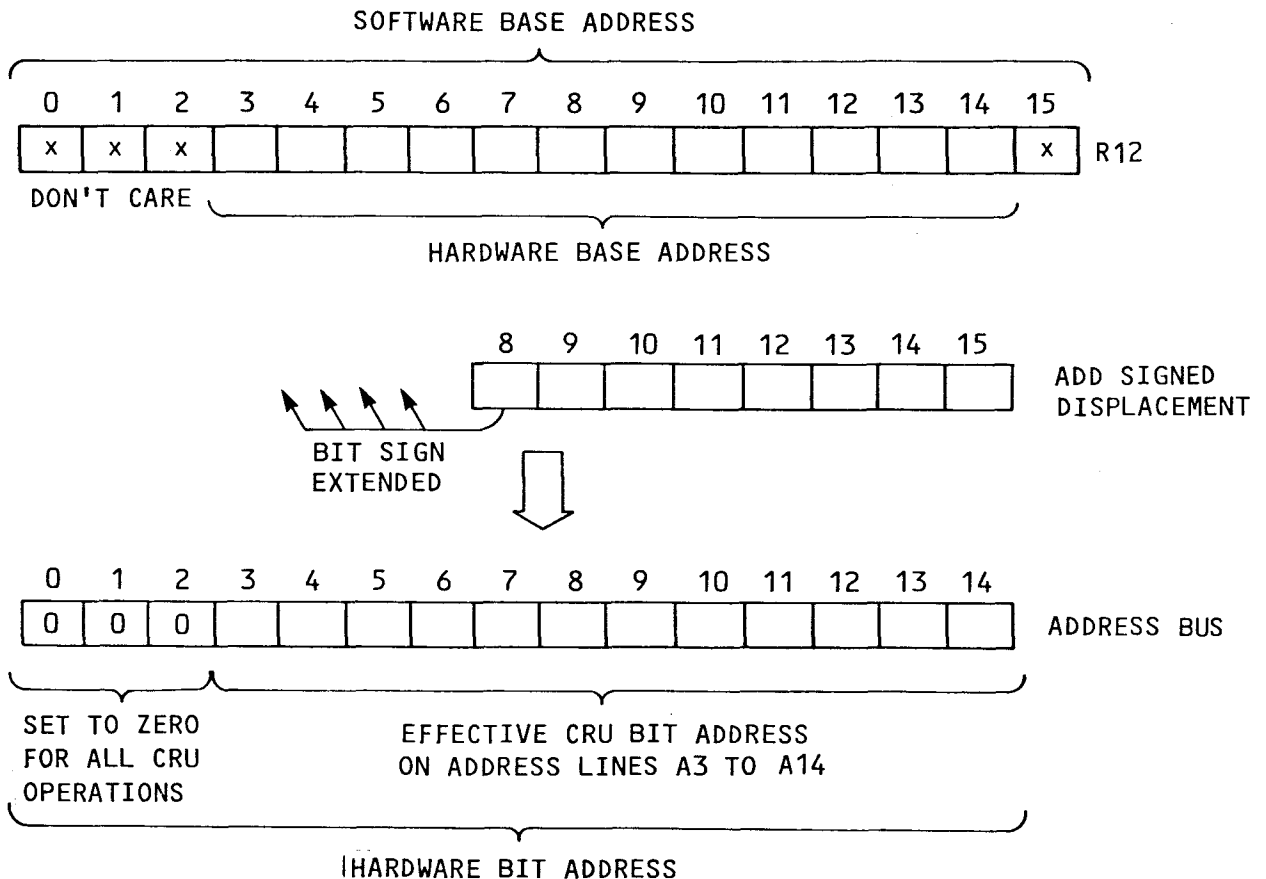 SOFTWARE BASE ADDRESS
0 1 2 3 4 5 6 7 8 9 10 11 12 13 14 15
x x x x R12
DON'T CARE
HARDWARE BASE ADDRESS
8 9 10 11 12 13 14 15
ADD SIGNED
DISPLACEMENT
BIT SIGN
EXTENDED
0 1 2 3 4 5 6 7 8 9 10 11 12 13 14
0 0 0 ADDRESS BUS
SET TO ZERO
FOR ALL CRU
OPERATIONS
EFFECTIVE CRU BIT ADDRESS
ON ADDRESS LINES A3 TO A14
HARDWARE BIT ADDRESS